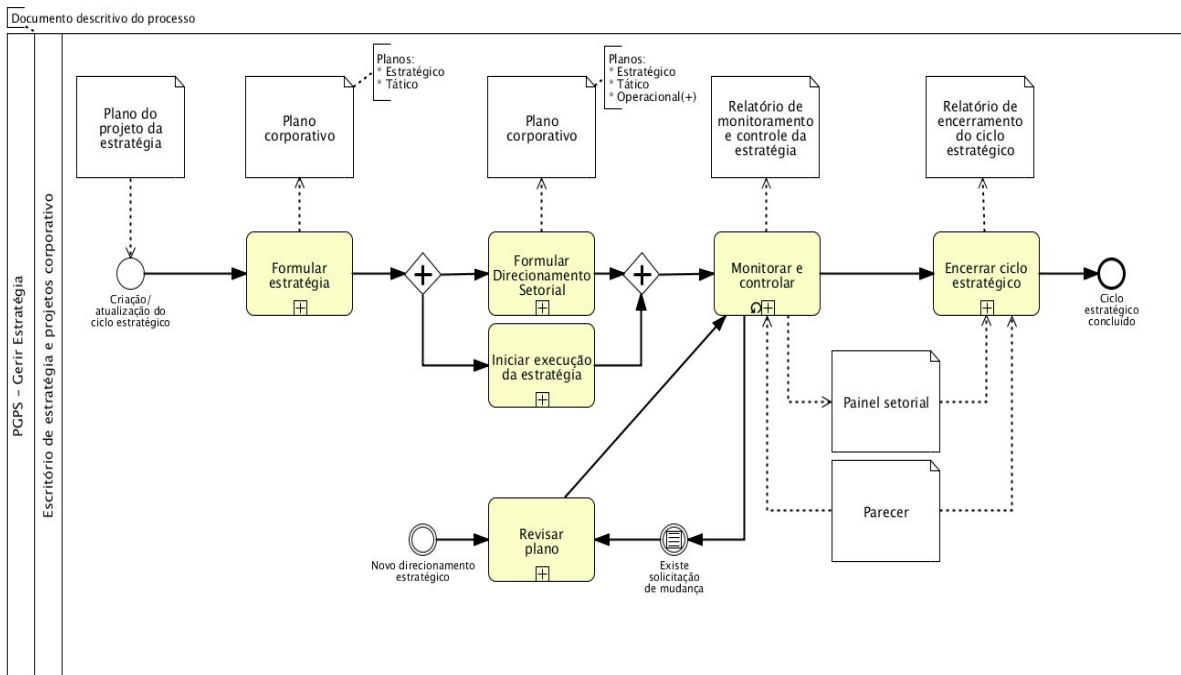 Documento descritivo do processo
PGPS - Gerir Estratégia
Escritório de estratégia e projetos corporativo
Plano do
projeto da
estratégia
Plano
corporativo
Planos:
* Estratégico
* Tático
Plano
corporativo
Planos:
* Estratégico
* Tático
* Operacional(+)
Relatório de
monitoramento
e controle da
estratégia
Relatório de
encerramento
do ciclo
estratégico
Criação/
atualização do
ciclo estratégico
Formular
estratégia
Formular
Direcionamento
Setorial
Monitorar e
controlar
Encerrar ciclo
estratégico
Ciclo
estratégico
concluído
Iniciar execução
da estratégia
Painel setorial
Parecer
Novo direcionamento
estratégico
Revisar
plano
Existe
solicitação
de mudança